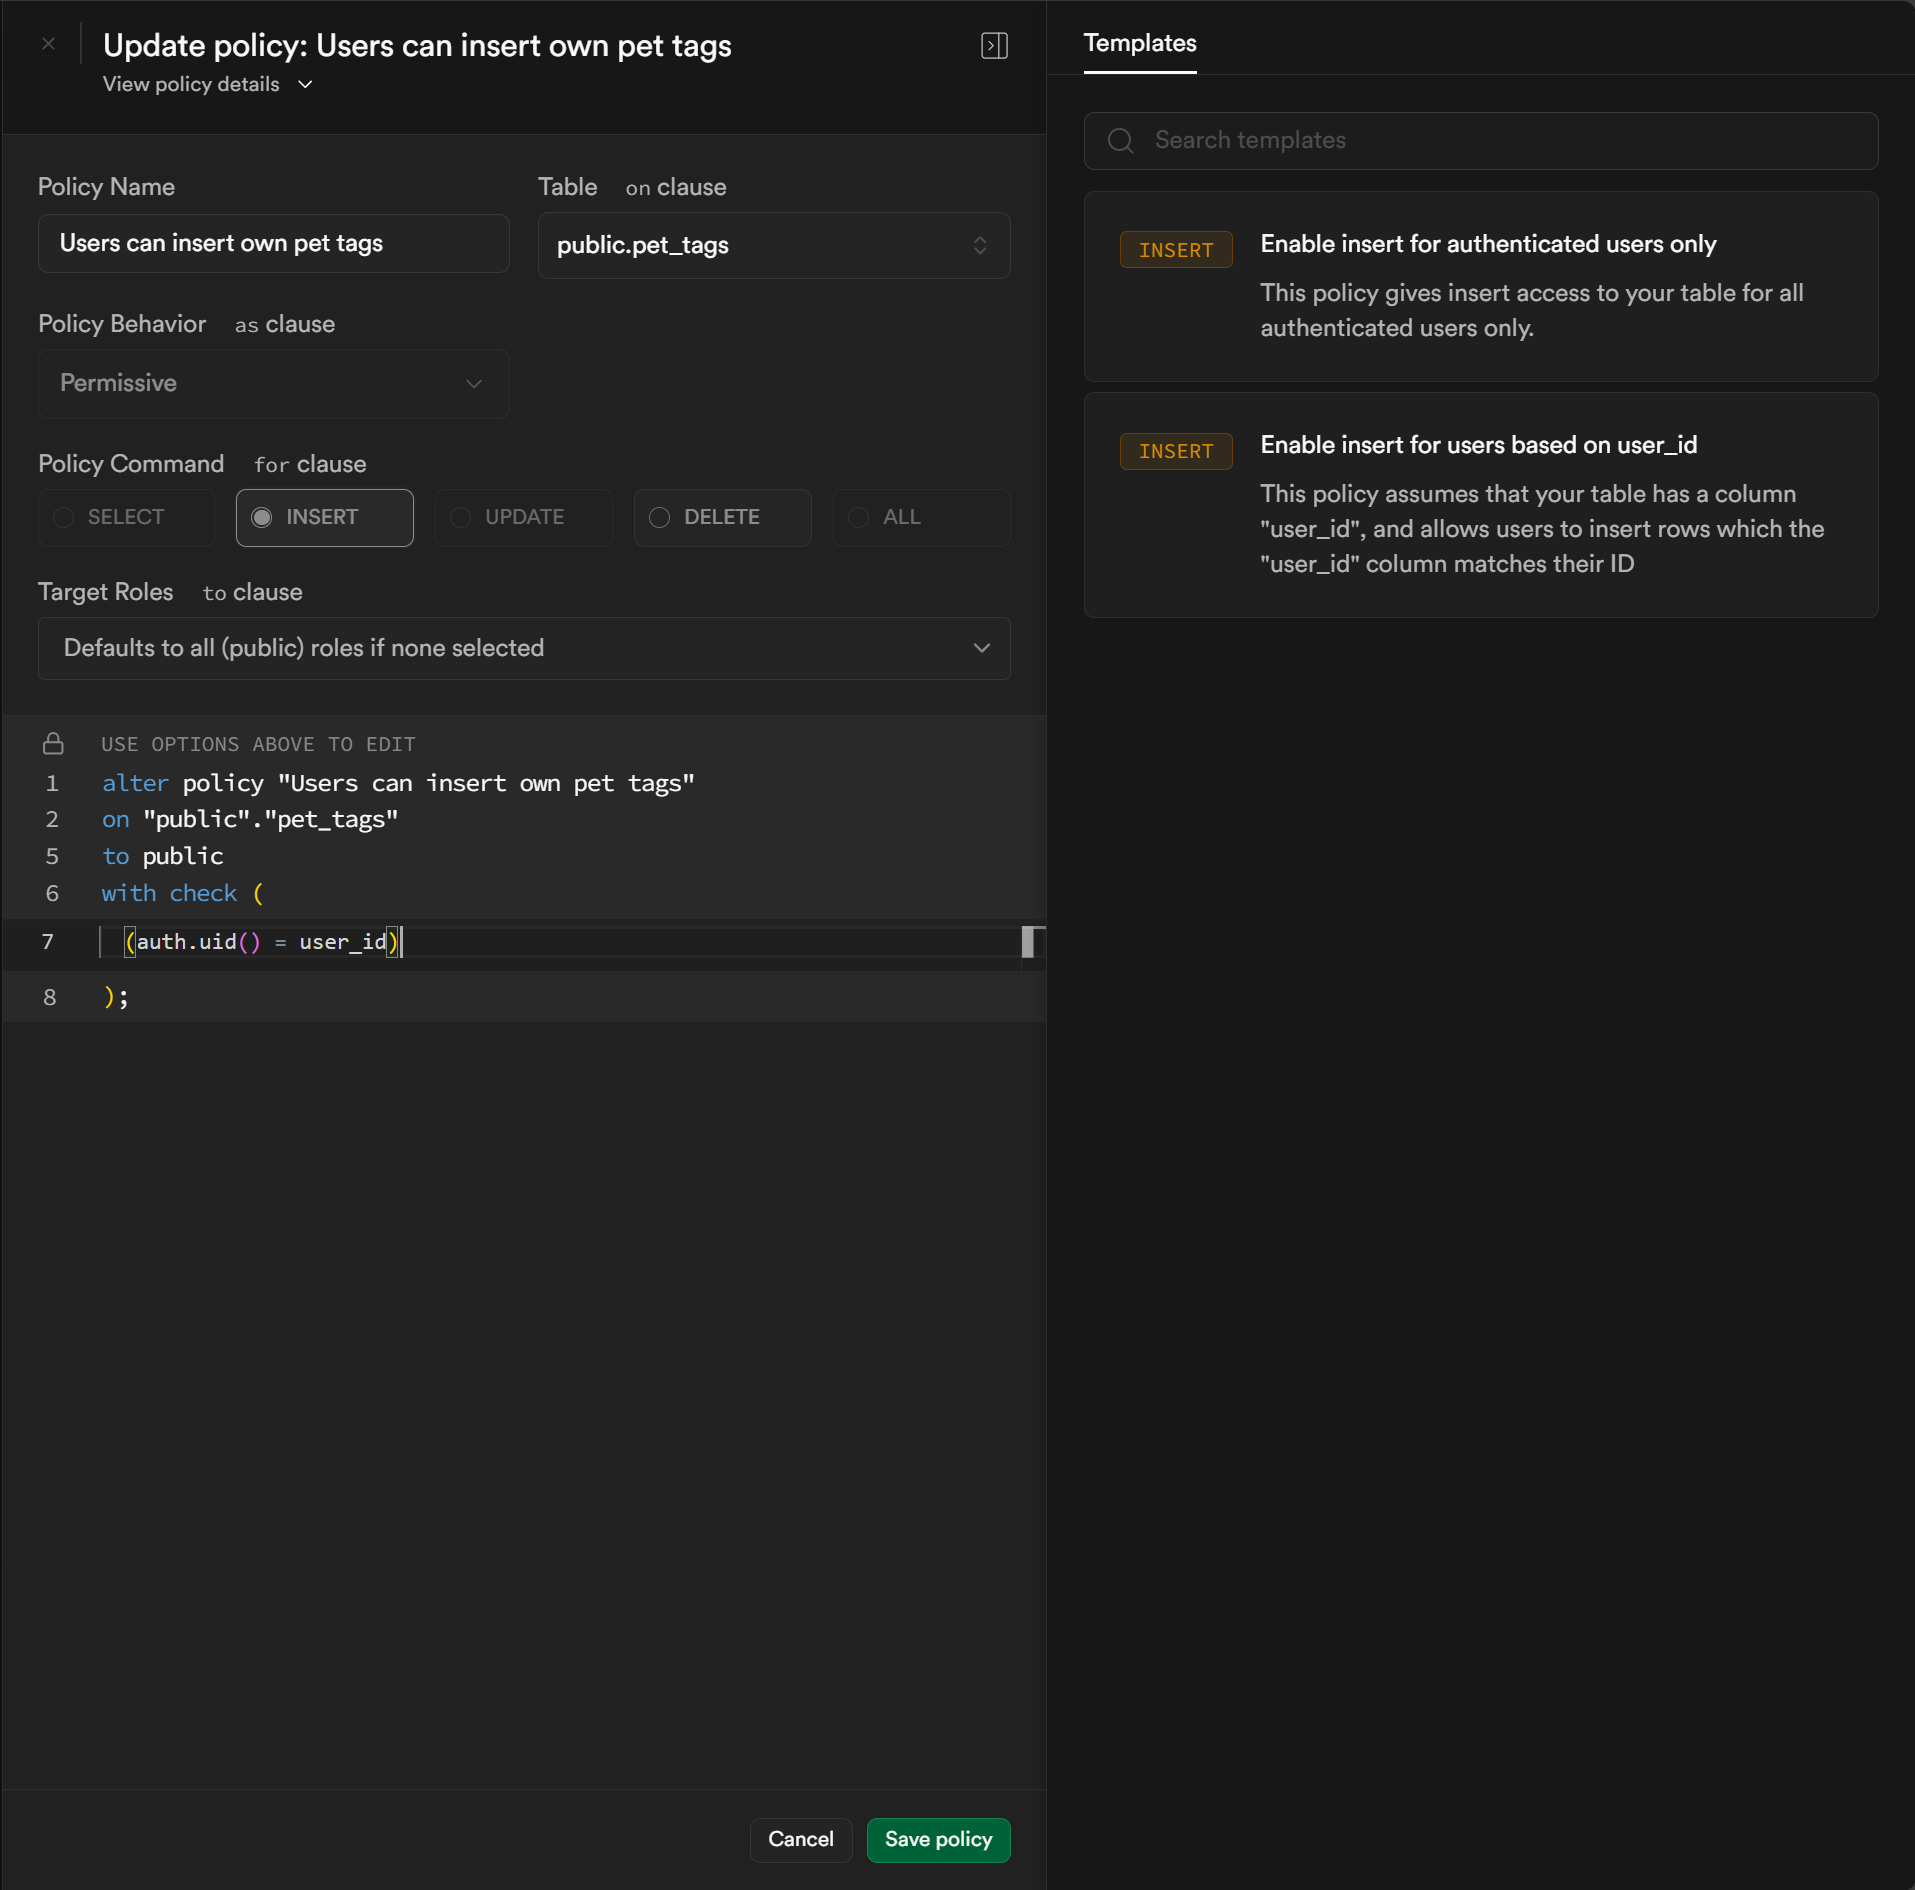 Update policy: Users can insert own pet tags
View policy details
Policy Name
Users can insert own pet tags
Table on clause
public.pet_tags
Policy Behavior as clause
Permissive
Policy Command for clause
SELECT
INSERT
UPDATE
DELETE
ALL
Target Roles to clause
Defaults to all (public) roles if none selected
USE OPTIONS ABOVE TO EDIT
1 alter policy "Users can insert own pet tags"
2 on "public"."pet_tags"
5 to public
6 with check (
7 (auth.uid() = user_id)
8 );
Cancel
Save policy
Templates
Search templates
INSERT
Enable insert for authenticated users only
This policy gives insert access to your table for all
authenticated users only.
INSERT
Enable insert for users based on user_id
This policy assumes that your table has a column
"user_id", and allows users to insert rows which the
"user_id" column matches their ID